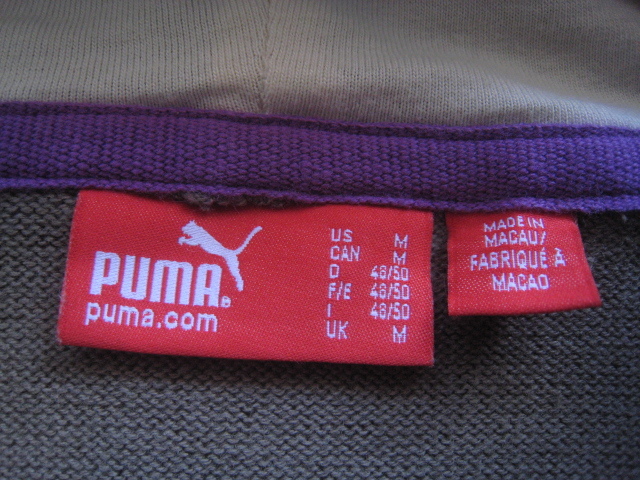 PUMA®
puma.com
US M
CAN M
D 48/50
F/E 48/50
I 48/50
UK M
MADE IN
MACAU/
FABRIQUÉ À
MACAO